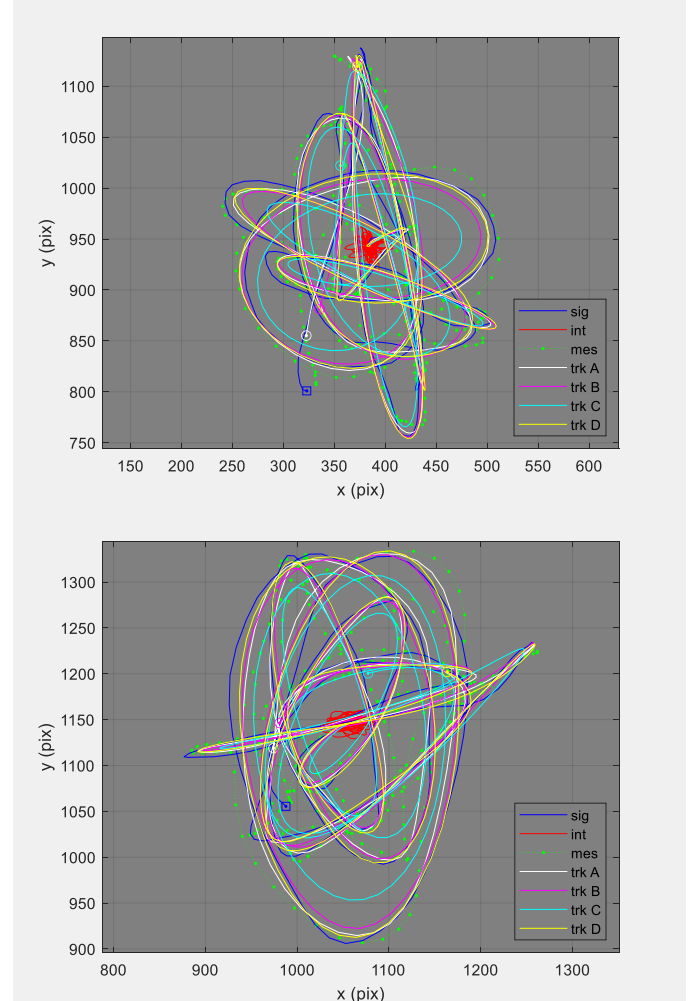 1100
1050
1000
950
900
850
800
750
y (pix)
150 200 250 300 350 400 450 500 550 600
x (pix)
sig
int
mes
trk A
trk B
trk C
trk D
1300
1250
1200
1150
1100
1050
1000
950
900
y (pix)
800 900 1000 1100 1200 1300
x (pix)
sig
int
mes
trk A
trk B
trk C
trk D